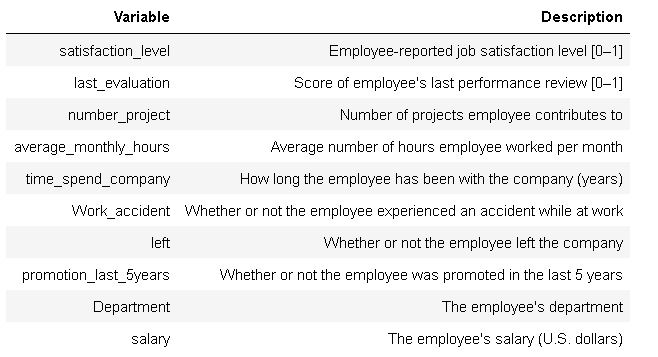 Variable Description
satisfaction_level Employee-reported job satisfaction level [0–1]
last_evaluation Score of employee's last performance review [0–1]
number_project Number of projects employee contributes to
average_monthly_hours Average number of hours employee worked per month
time_spend_company How long the employee has been with the company (years)
Work_accident Whether or not the employee experienced an accident while at work
left Whether or not the employee left the company
promotion_last_5years Whether or not the employee was promoted in the last 5 years
Department The employee's department
salary The employee's salary (U.S. dollars)